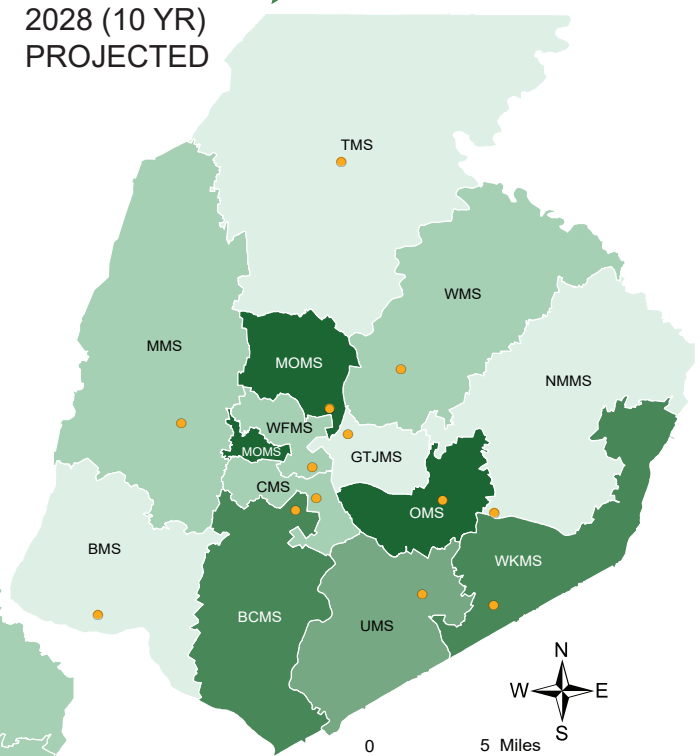 2028 (10 YR)
PROJECTED
TMS
WMS
MMS
MOMS
NMMS
WFMS
MOMS
GTJMS
CMS
OMS
BMS
WKMS
BCMS
UMS
N
W E
S
0 5 Miles